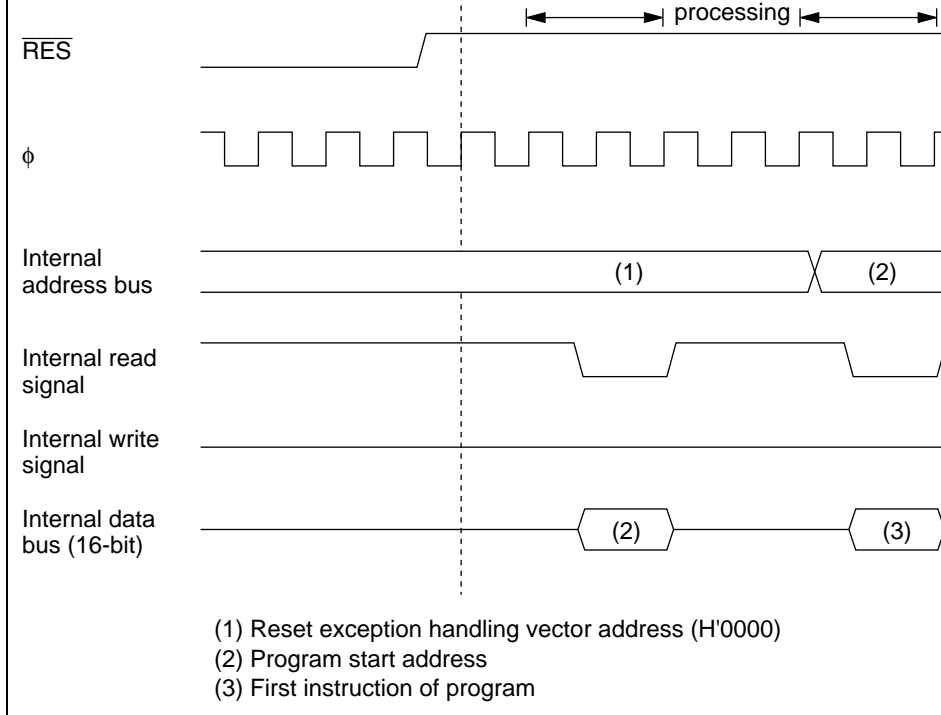 processing
RES
ϕ
Internal
address bus
(1)
(2)
Internal read
signal
Internal write
signal
Internal data
bus (16-bit)
(2)
(3)
(1) Reset exception handling vector address (H'0000)
(2) Program start address
(3) First instruction of program